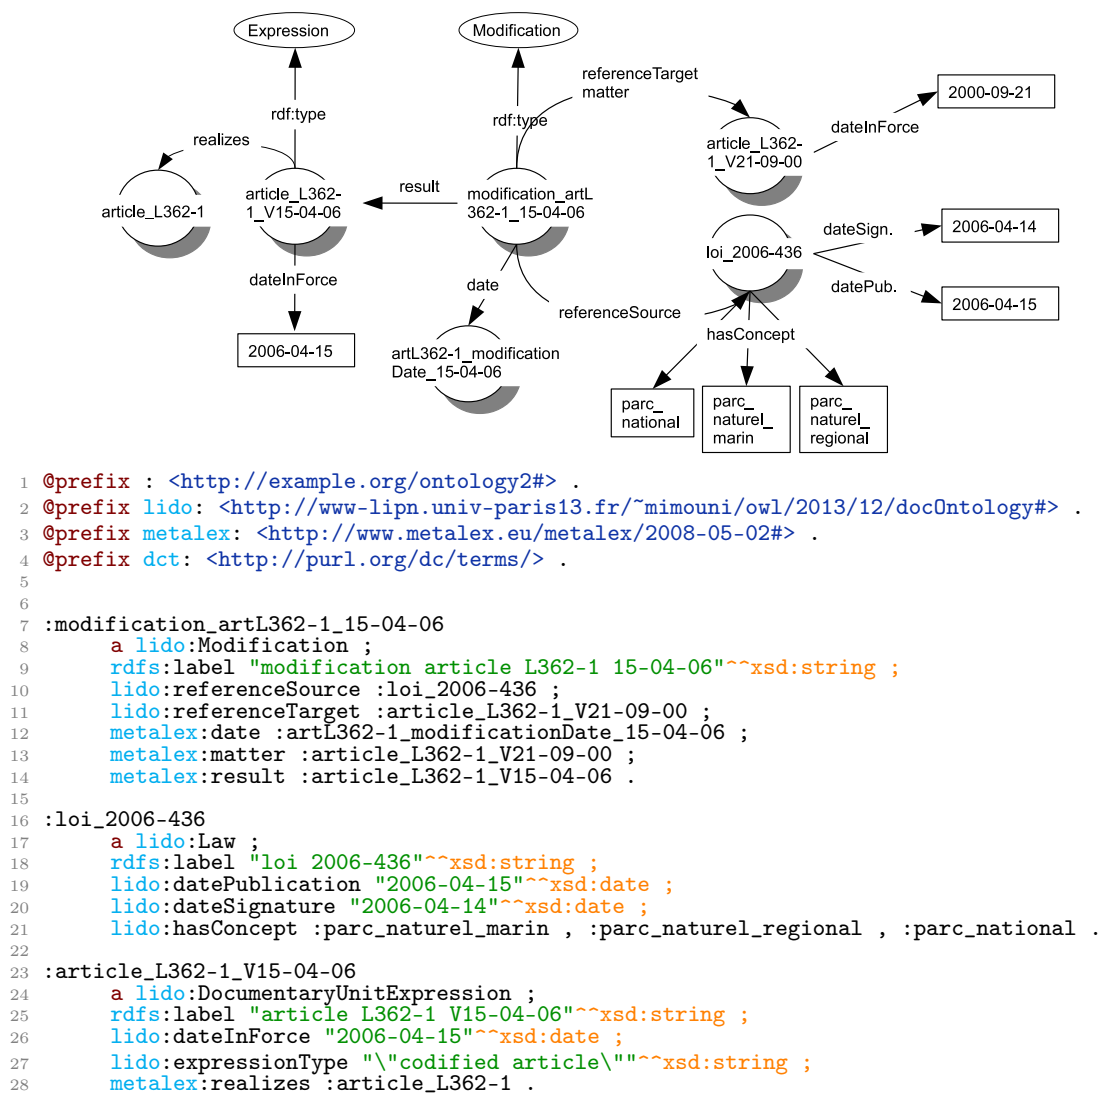 Expression
Modification
referenceTarget
matter
2000-09-21
rdf:type
rdf:type
dateInForce
realizes
article_L362-
1_V21-09-00
article_L362-1
article_L362-
1_V15-04-06
result
modification_artL
362-1_15-04-06
dateSign.
2006-04-14
loi_2006-436
dateInForce
date
datePub.
2006-04-15
referenceSource
hasConcept
2006-04-15
artL362-1_modification
Date_15-04-06
parc_
national
parc_
naturel_
marin
parc_
naturel_
regional
1 @prefix : <http://example.org/ontology2#> .
2 @prefix lido: <http://www-lipn.univ-paris13.fr/~mimouni/owl/2013/12/docOntology#> .
3 @prefix metalex: <http://www.metalex.eu/metalex/2008-05-02#> .
4 @prefix dct: <http://purl.org/dc/terms/> .
5
6
7 :modification_artL362-1_15-04-06
8 a lido:Modification ;
9 rdfs:label "modification article L362-1 15-04-06"^^xsd:string ;
10 lido:referenceSource :loi_2006-436 ;
11 lido:referenceTarget :article_L362-1_V21-09-00 ;
12 metalex:date :artL362-1_modificationDate_15-04-06 ;
13 metalex:matter :article_L362-1_V21-09-00 ;
14 metalex:result :article_L362-1_V15-04-06 .
15
16 :loi_2006-436
17 a lido:Law ;
18 rdfs:label "loi 2006-436"^^xsd:string ;
19 lido:datePublication "2006-04-15"^^xsd:date ;
20 lido:dateSignature "2006-04-14"^^xsd:date ;
21 lido:hasConcept :parc_naturel_marin , :parc_naturel_regional , :parc_national .
22
23 :article_L362-1_V15-04-06
24 a lido:DocumentaryUnitExpression ;
25 rdfs:label "article L362-1 V15-04-06"^^xsd:string ;
26 lido:dateInForce "2006-04-15"^^xsd:date ;
27 lido:expressionType "\"codified article\""^^xsd:string ;
28 metalex:realizes :article_L362-1 .